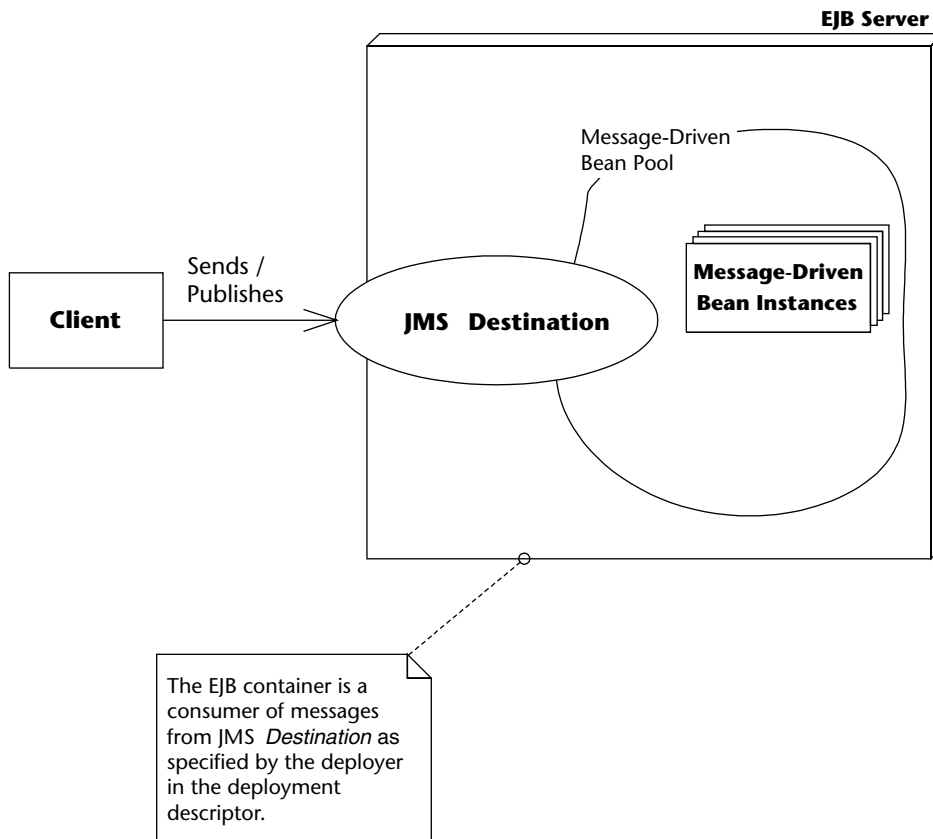 EJB Server
Message-Driven
Bean Pool
Message-Driven
Bean Instances
Sends /
Publishes
Client
JMS Destination
The EJB container is a
consumer of messages
from JMS Destination as
specified by the deployer
in the deployment
descriptor.